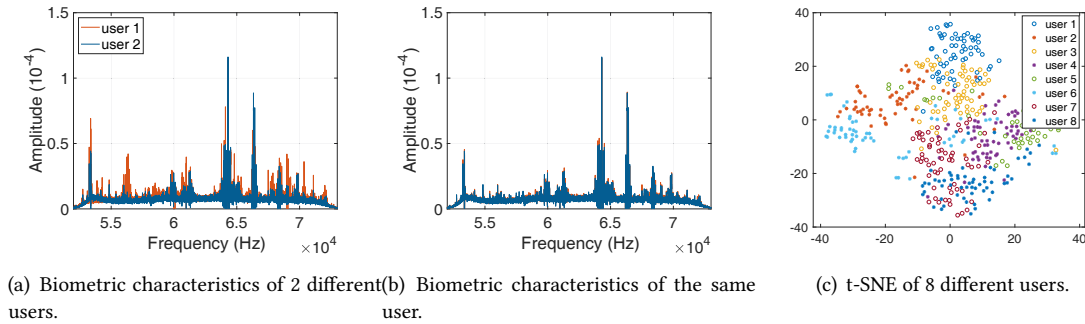 1.5
1
0.5
0
Amplitude (10⁻⁴)
user 1
user 2
5.5 6 6.5 7
Frequency (Hz)
×10⁴
1.5
1
0.5
0
Amplitude (10⁻⁴)
5.5 6 6.5 7
Frequency (Hz)
×10⁴
40
20
0
-20
-40
-40 -20 0 20 40
user 1
user 2
user 3
user 4
user 5
user 6
user 7
user 8
(a) Biometric characteristics of 2 different
users.
(b) Biometric characteristics of the same
user.
(c) t-SNE of 8 different users.